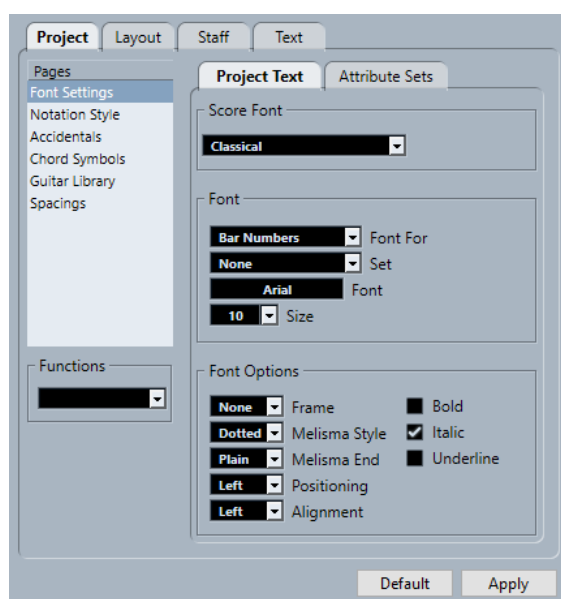 Project Layout Staff Text
Pages
Font Settings
Notation Style
Accidentals
Chord Symbols
Guitar Library
Spacings
Functions
Project Text Attribute Sets
Score Font
Classical
Font
Bar Numbers Font For
None Set
Arial Font
10 Size
Font Options
None Frame Bold
Dotted Melisma Style Italic
Plain Melisma End Underline
Left Positioning
Left Alignment
Default Apply